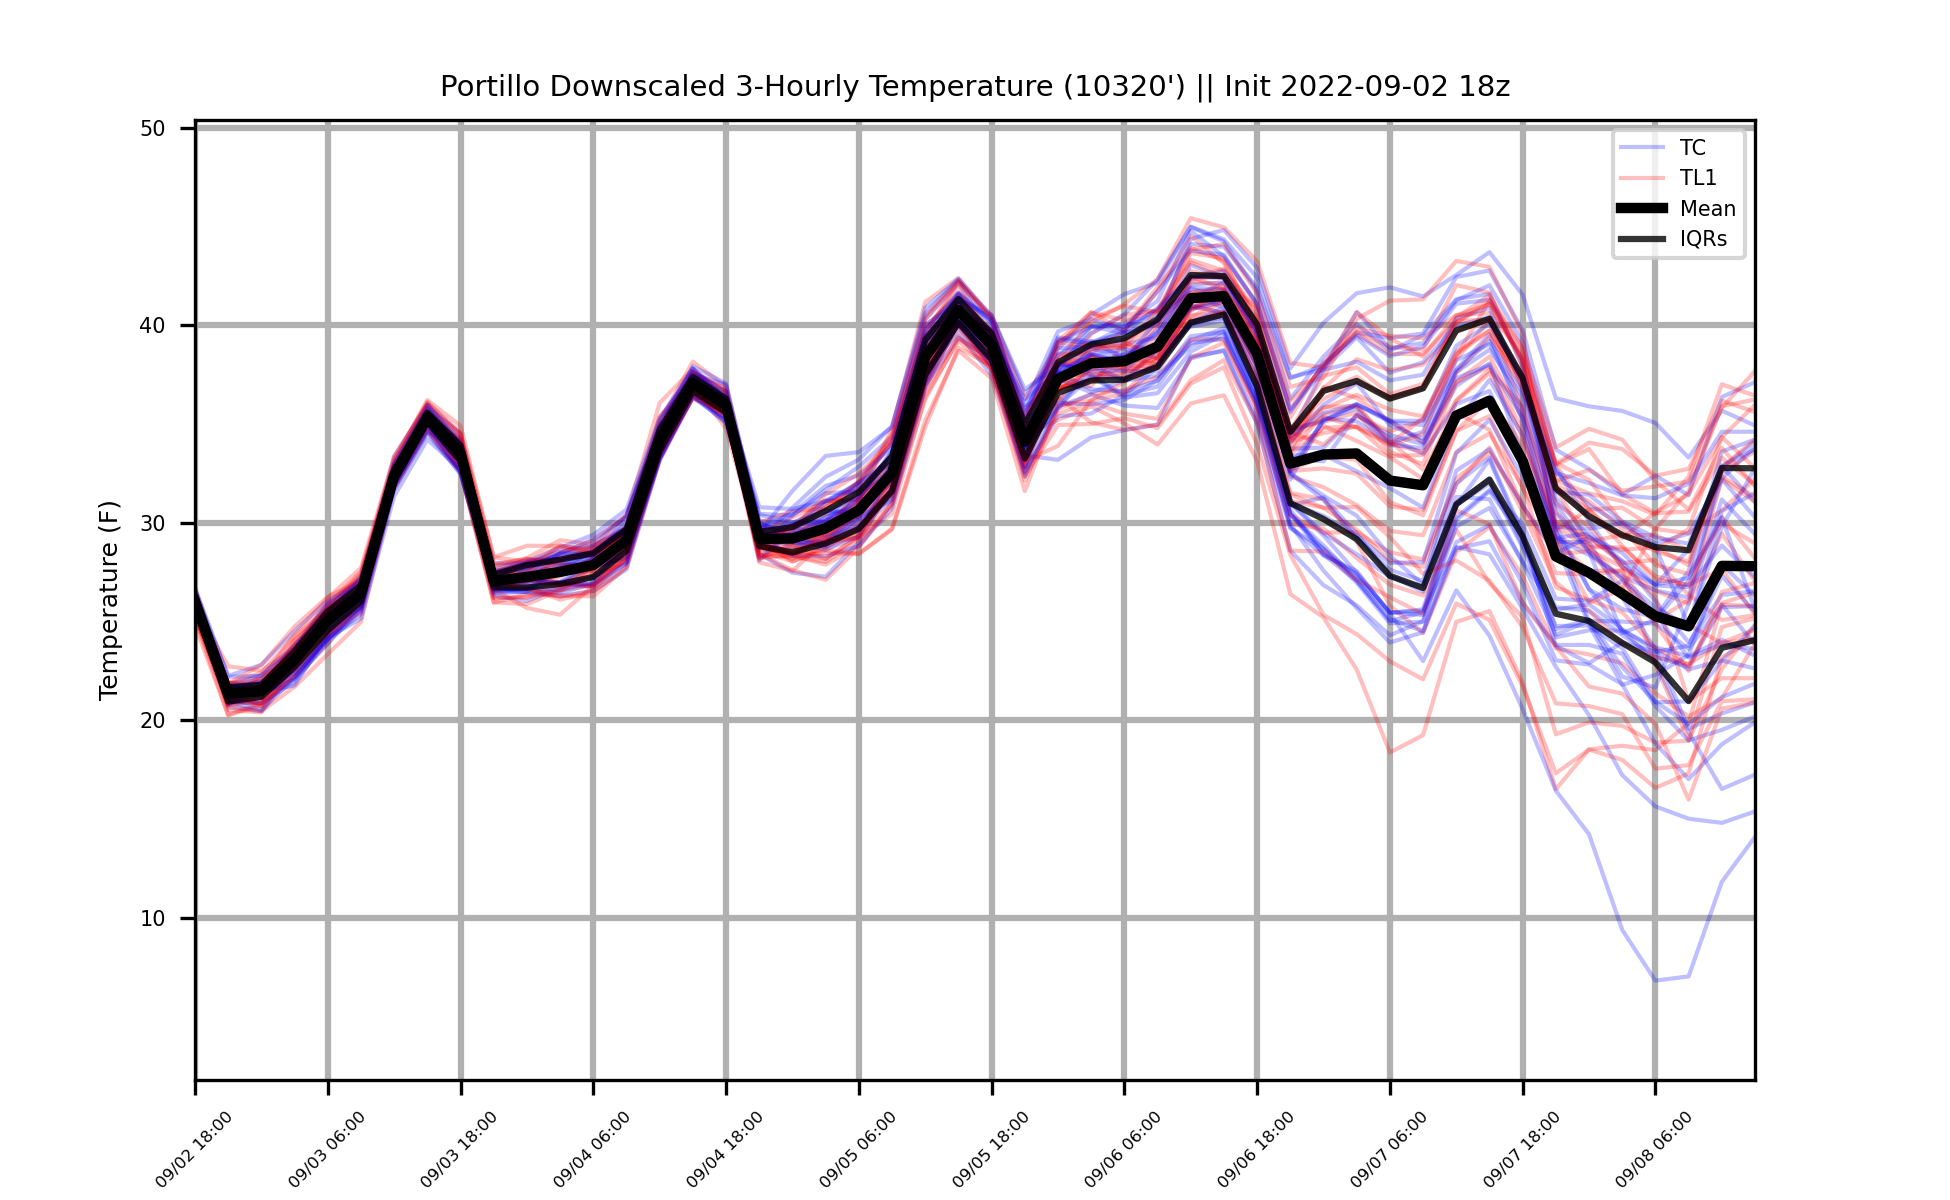 Portillo Downscaled 3-Hourly Temperature (10320') || Init 2022-09-02 18z
TC
TL1
Mean
IQRs
Temperature (F)
50
40
30
20
10
09/02 18:00
09/03 06:00
09/03 18:00
09/04 06:00
09/04 18:00
09/05 06:00
09/05 18:00
09/06 06:00
09/06 18:00
09/07 06:00
09/07 18:00
09/08 06:00